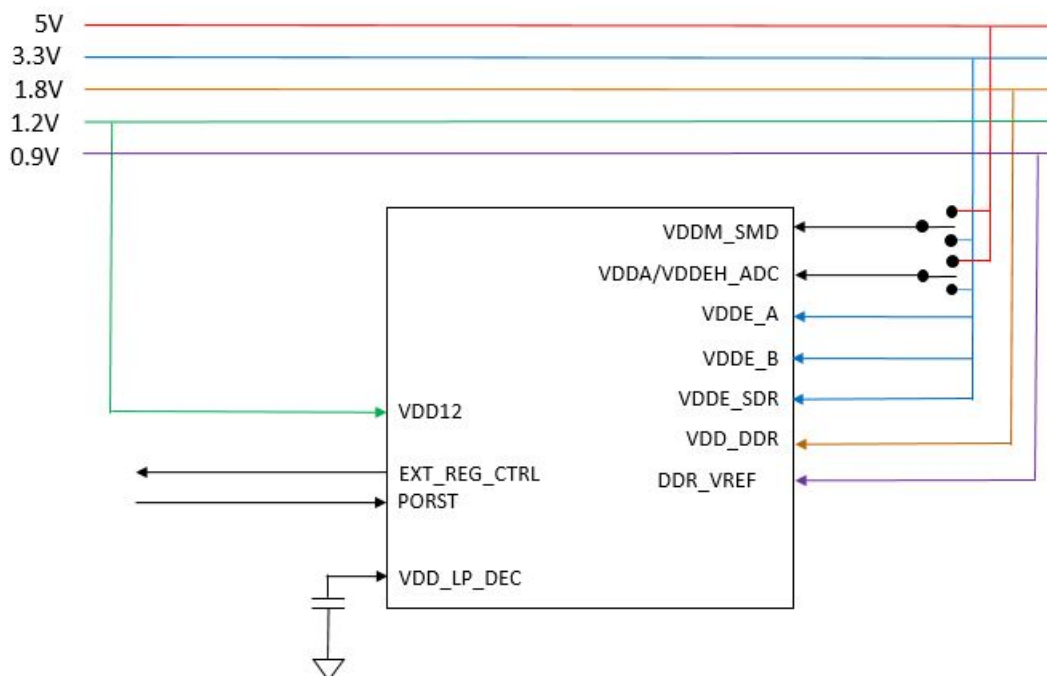 5V
3.3V
1.8V
1.2V
0.9V
VDDM_SMD
VDDA/VDDEH_ADC
VDDE_A
VDDE_B
VDDE_SDR
VDD12
VDD_DDR
EXT_REG_CTRL
DDR_VREF
PORST
VDD_LP_DEC